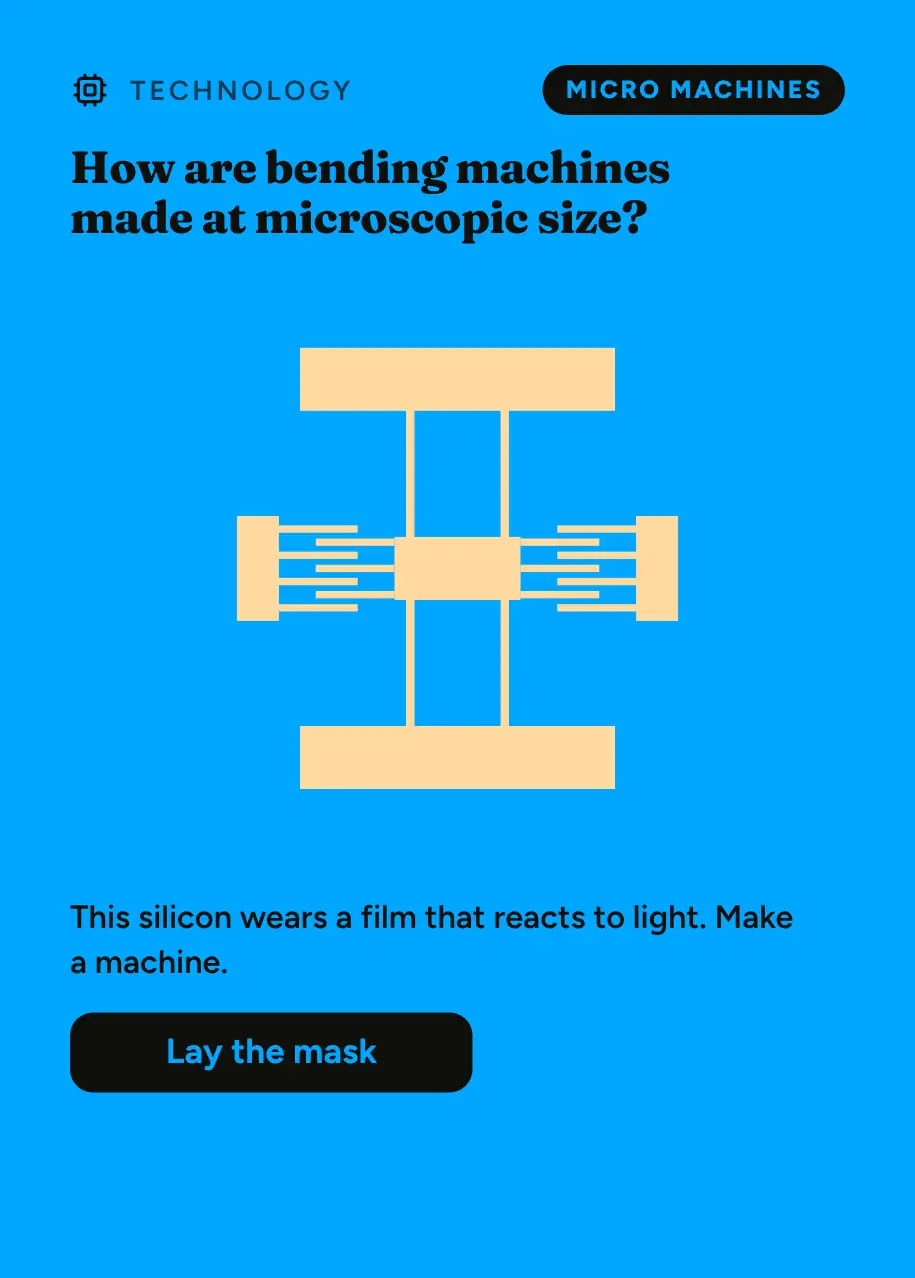 TECHNOLOGY
MICRO MACHINES
How are bending machines
made at microscopic size?
This silicon wears a film that reacts to light. Make
a machine.
Lay the mask